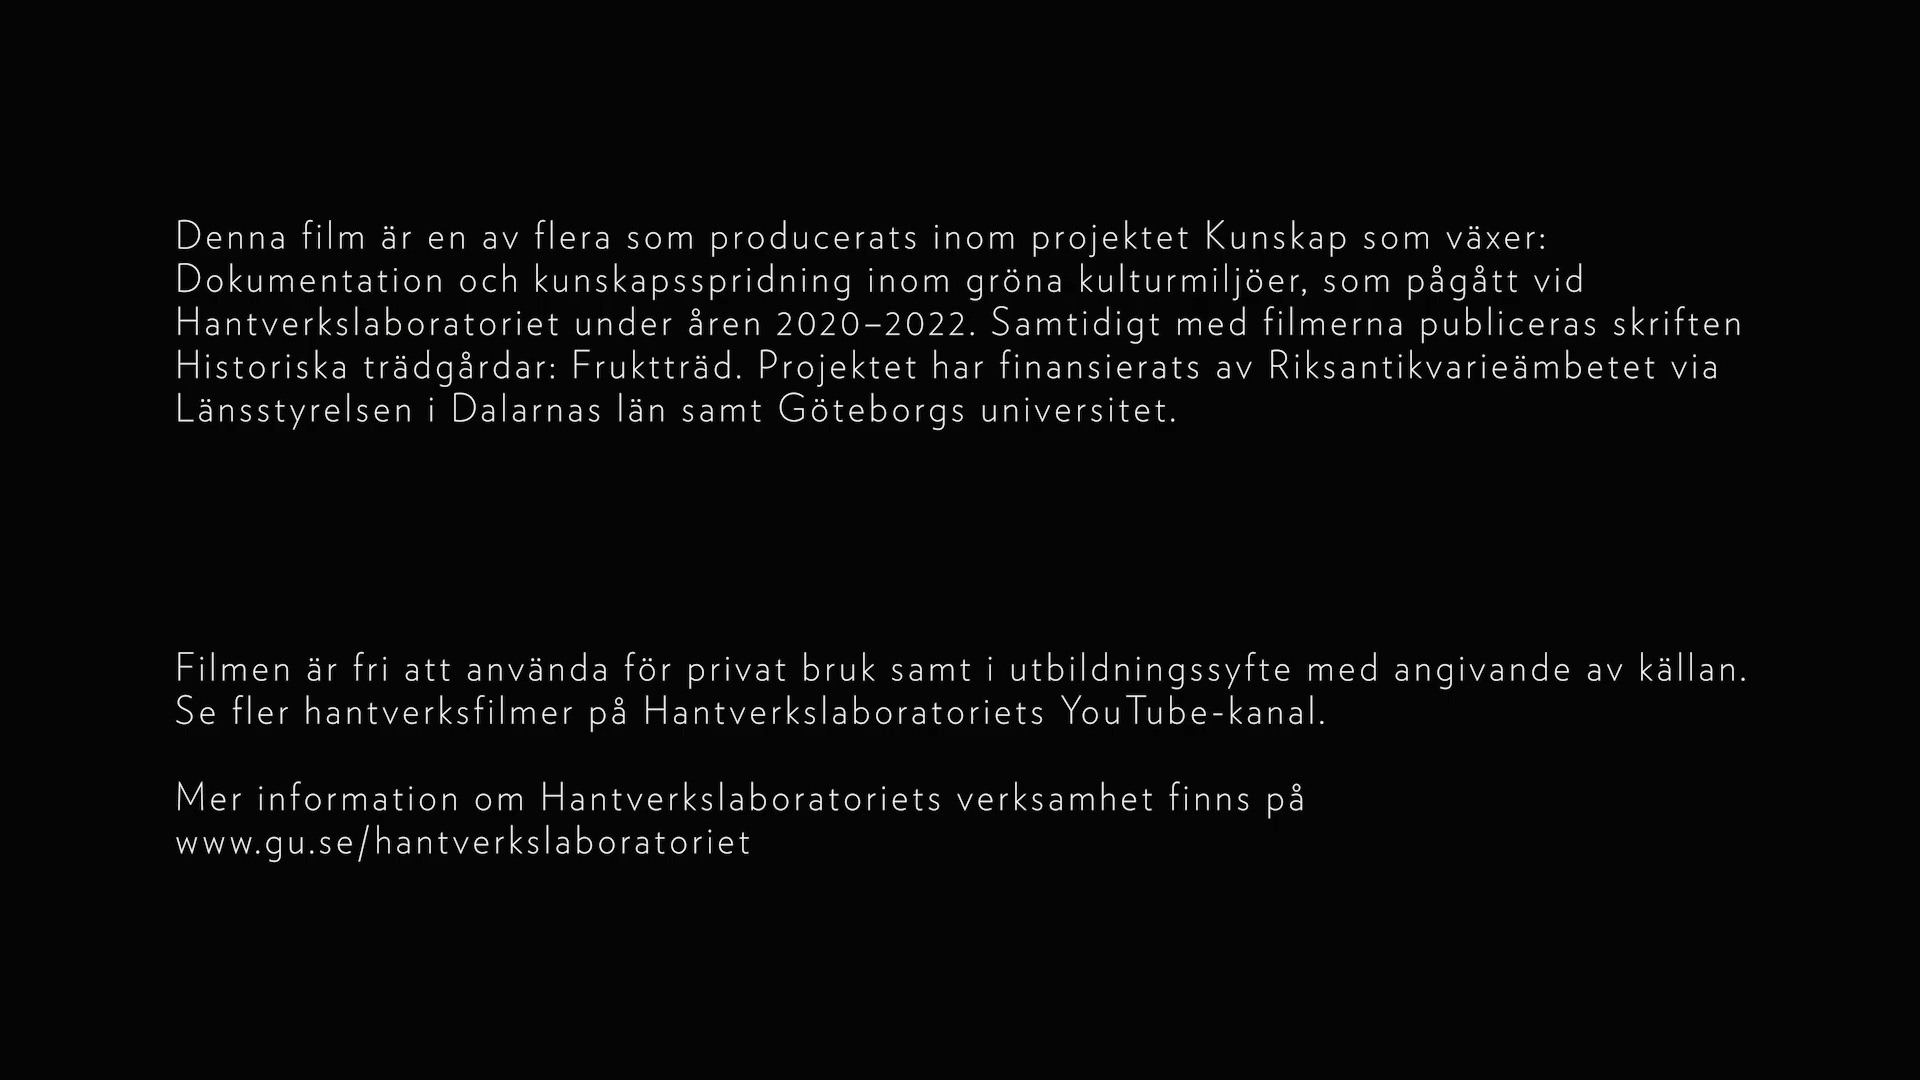 Denna film är en av flera som producerats inom projektet Kunskap som växer:
Dokumentation och kunskapsspridning inom gröna kulturmiljöer, som pågått vid
Hantverkslaboratoriet under åren 2020–2022. Samtidigt med filmerna publiceras skriften
Historiska trädgårdar: Fruktträd. Projektet har finansierats av Riksantikvarieämbetet via
Länsstyrelsen i Dalarnas län samt Göteborgs universitet.
Filmen är fri att använda för privat bruk samt i utbildningssyfte med angivande av källan.
Se fler hantverksfilmer på Hantverkslaboratoriets YouTube-kanal.
Mer information om Hantverkslaboratoriets verksamhet finns på
www.gu.se/hantverkslaboratoriet